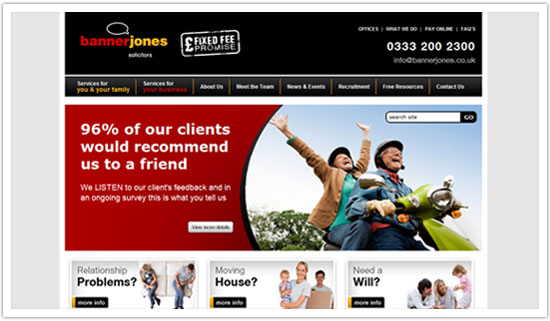 bannerjones
solicitors
£FIXED FEE
PROMISE
OFFICES | WHAT WE DO | PAY ONLINE | FAQ'S
0333 200 2300
info@bannerjones.co.uk
Services for
you & your family
Services for
your business
About Us
Meet the Team
News & Events
Recruitment
Free Resources
Contact Us
search site
GO
96% of our clients
would recommend
us to a friend
We LISTEN to our client's feedback and in
an ongoing survey this is what you tell us
View more details
Relationship
Problems?
more info
Moving
House?
more info
Need a
Will?
more info